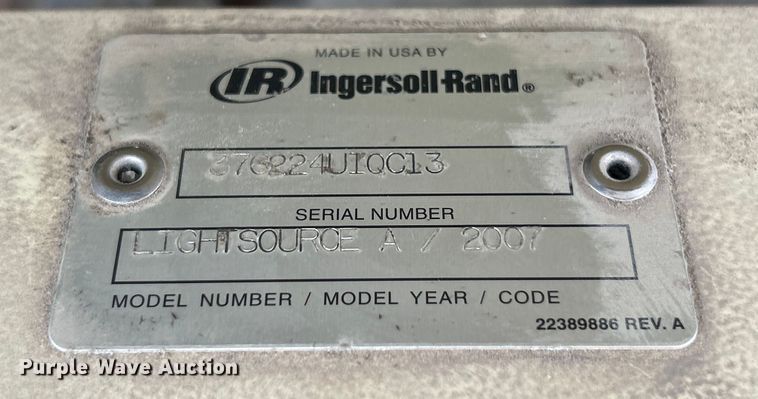 MADE IN USA BY
IR Ingersoll-Rand®
376224UIQC13
SERIAL NUMBER
LIGHTSOURCE A / 2007
MODEL NUMBER / MODEL YEAR / CODE
22389886 REV. A
Purple Wave Auction